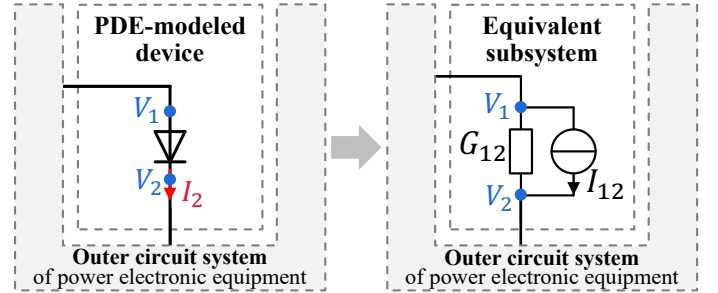 PDE-modeled
device
V₁
V₂
I₂
Outer circuit system
of power electronic equipment
Equivalent
subsystem
V₁
G₁₂
V₂
I₁₂
Outer circuit system
of power electronic equipment